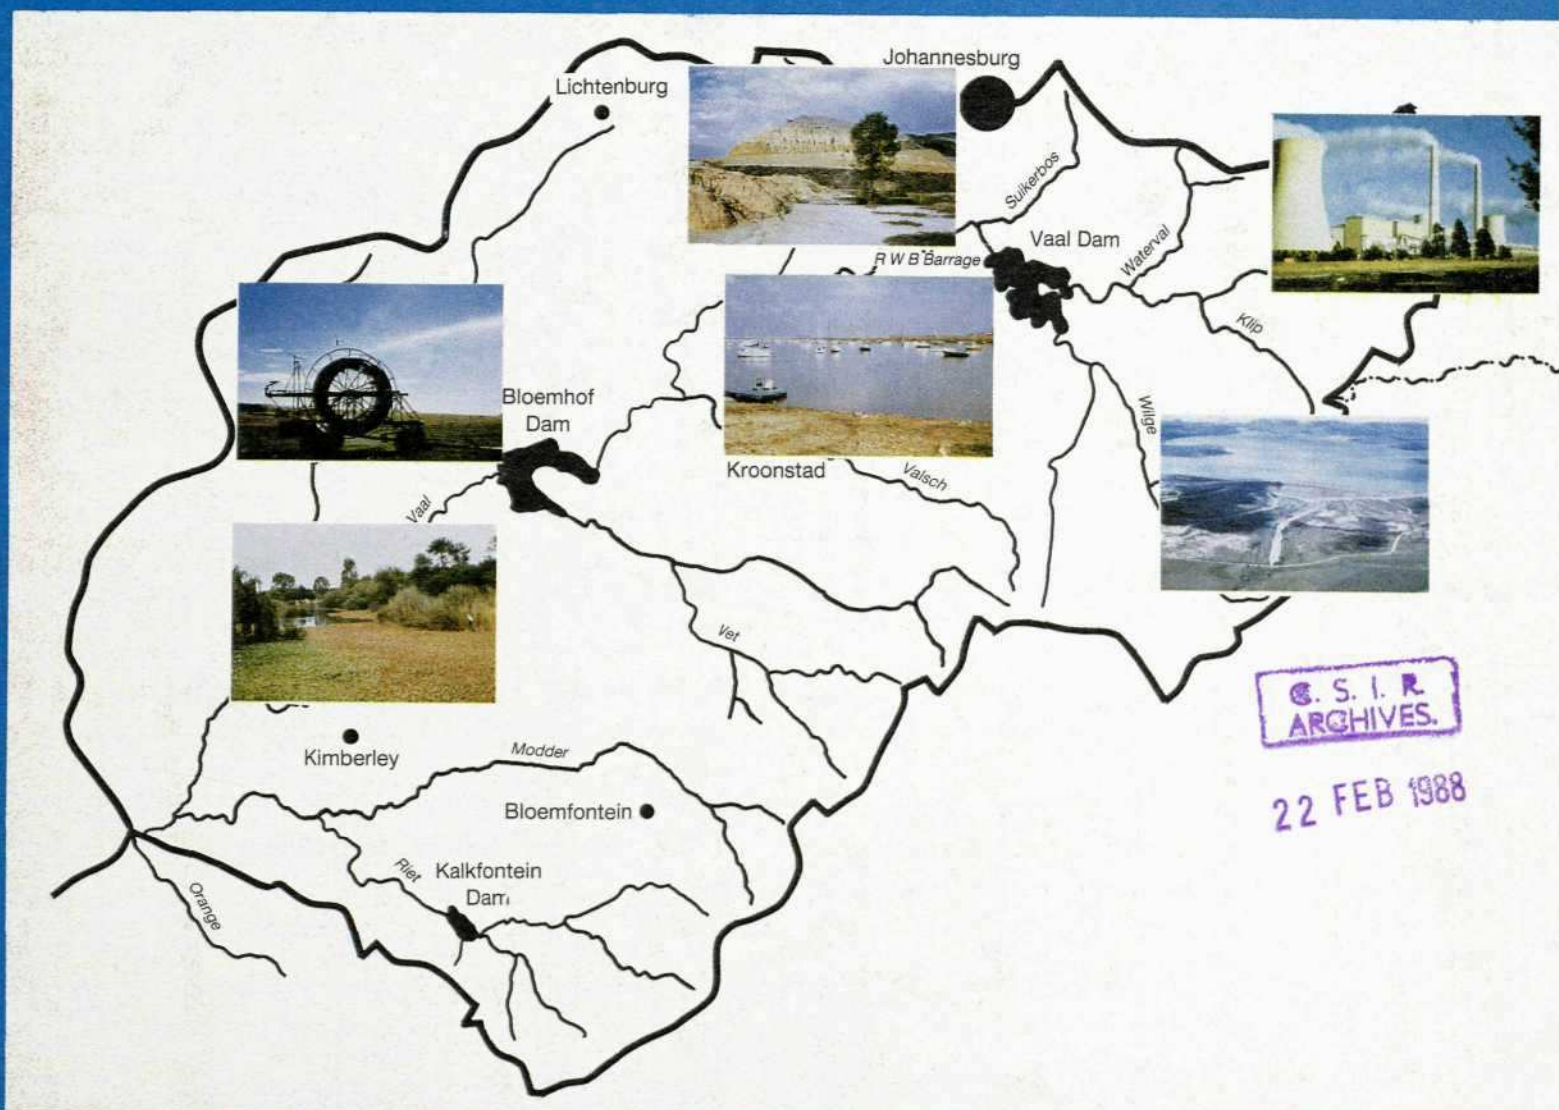 Johannesburg
Lichtenburg
Suikerbos
Vaal Dam
R W B Barrage
Waterval
Klip
Bloemhof
Dam
Wilge
Kroonstad
Valsch
Vaal
Vet
C. S. I. R.
ARCHIVES.
Kimberley
Modder
22 FEB 1988
Bloemfontein
Riet
Kalkfontein
Dam
Orange